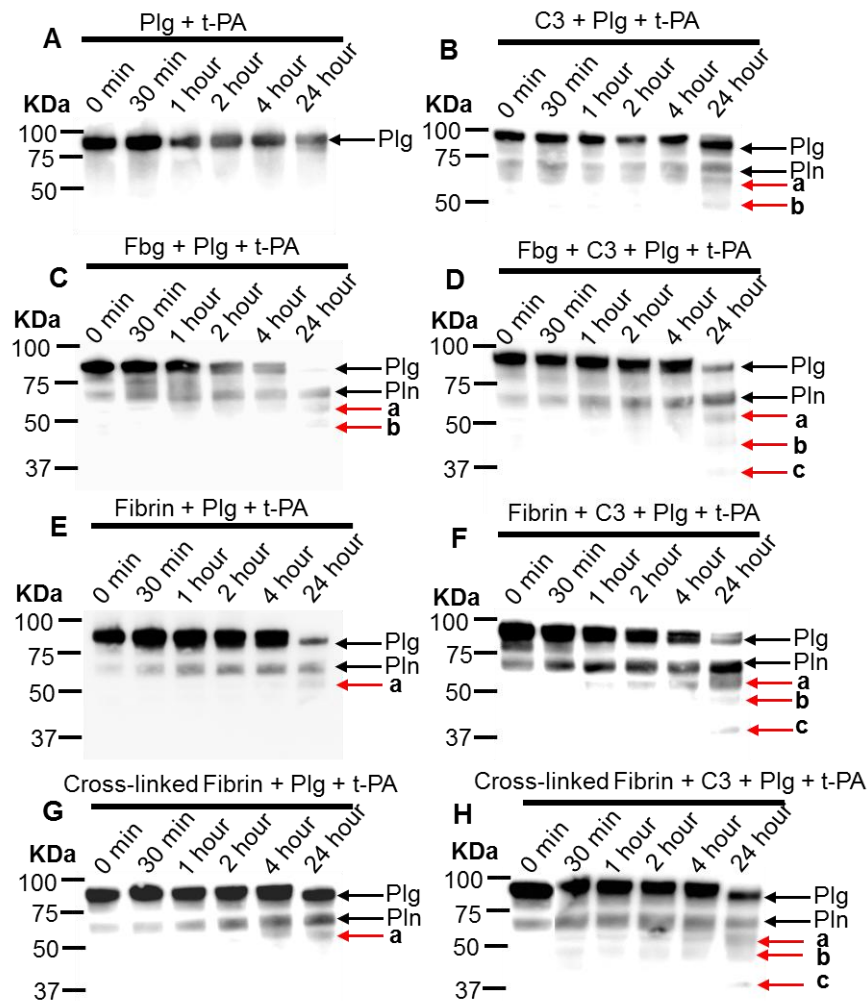 A
Plg + t-PA
0 min 30 min 1 hour 2 hour 4 hour 24 hour
KDa
100
75
50
Plg
B
C3 + Plg + t-PA
0 min 30 min 1 hour 2 hour 4 hour 24 hour
KDa
100
75
50
Plg
Pln
a
b
C
Fbg + Plg + t-PA
0 min 30 min 1 hour 2 hour 4 hour 24 hour
KDa
100
75
50
37
Plg
Pln
a
b
D
Fbg + C3 + Plg + t-PA
0 min 30 min 1 hour 2 hour 4 hour 24 hour
KDa
100
75
50
37
Plg
Pln
a
b
c
E
Fibrin + Plg + t-PA
0 min 30 min 1 hour 2 hour 4 hour 24 hour
KDa
100
75
50
37
Plg
Pln
a
F
Fibrin + C3 + Plg + t-PA
0 min 30 min 1 hour 2 hour 4 hour 24 hour
KDa
100
75
50
37
Plg
Pln
a
b
c
G
Cross-linked Fibrin + Plg + t-PA
0 min 30 min 1 hour 2 hour 4 hour 24 hour
KDa
100
75
50
37
Plg
Pln
a
H
Cross-linked Fibrin + C3 + Plg + t-PA
0 min 30 min 1 hour 2 hour 4 hour 24 hour
KDa
100
75
50
37
Plg
Pln
a
b
c